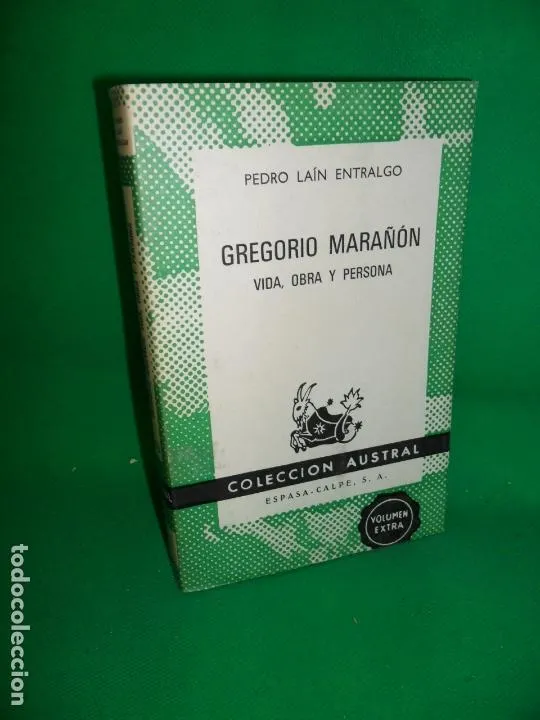 PEDRO LAÍN ENTRALGO
GREGORIO MARAÑÓN
VIDA, OBRA Y PERSONA
COLECCION AUSTRAL
ESPASA-CALPE, S. A.
VOLUMEN
EXTRA
todocoleccion